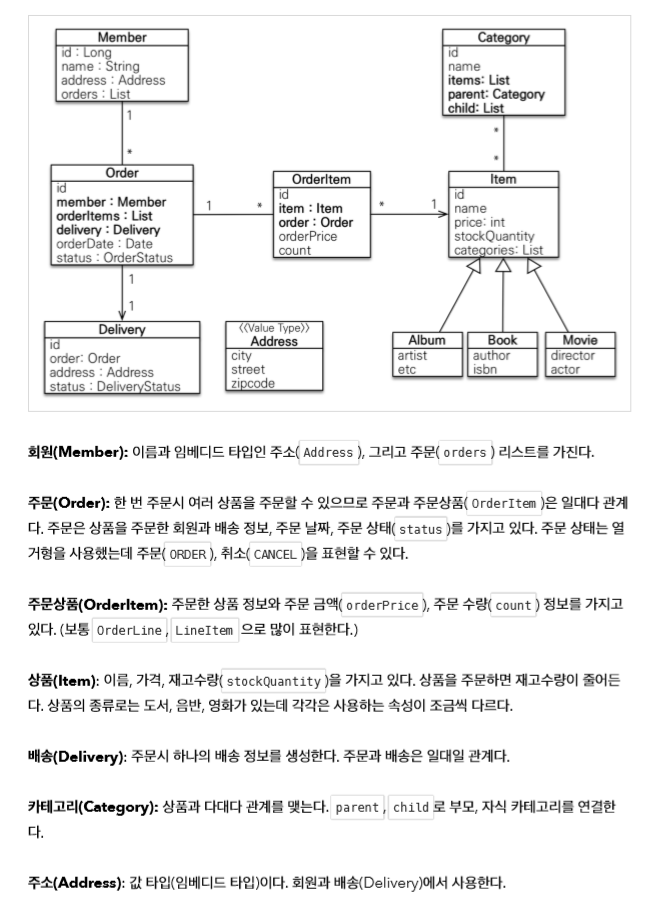 Member
id : Long
name : String
address : Address
orders : List
Category
id
name
items: List
parent: Category
child: List
1
*
*
*
Order
id
member : Member
orderItems : List
delivery : Delivery
orderDate : Date
status : OrderStatus
1
*
OrderItem
id
item : Item
order : Order
orderPrice
count
*
1
Item
id
name
price: int
stockQuantity
categories: List
1
1
Delivery
id
order: Order
address : Address
status : DeliveryStatus
《Value Type》
Address
city
street
zipcode
Album
artist
etc
Book
author
isbn
Movie
director
actor
회원(Member): 이름과 임베디드 타입인 주소( Address ), 그리고 주문( orders ) 리스트를 가진다.
주문(Order): 한 번 주문시 여러 상품을 주문할 수 있으므로 주문과 주문상품( OrderItem )은 일대다 관계
다. 주문은 상품을 주문한 회원과 배송 정보, 주문 날짜, 주문 상태( status )를 가지고 있다. 주문 상태는 열
거형을 사용했는데 주문( ORDER ), 취소( CANCEL )을 표현할 수 있다.
주문상품(OrderItem): 주문한 상품 정보와 주문 금액( orderPrice ), 주문 수량( count ) 정보를 가지고
있다. (보통 OrderLine , LineItem 으로 많이 표현한다.)
상품(Item): 이름, 가격, 재고수량( stockQuantity )을 가지고 있다. 상품을 주문하면 재고수량이 줄어든
다. 상품의 종류로는 도서, 음반, 영화가 있는데 각각은 사용하는 속성이 조금씩 다르다.
배송(Delivery): 주문시 하나의 배송 정보를 생성한다. 주문과 배송은 일대일 관계다.
카테고리(Category): 상품과 다대다 관계를 맺는다. parent , child 로 부모, 자식 카테고리를 연결한
다.
주소(Address): 값 타입(임베디드 타입)이다. 회원과 배송(Delivery)에서 사용한다.